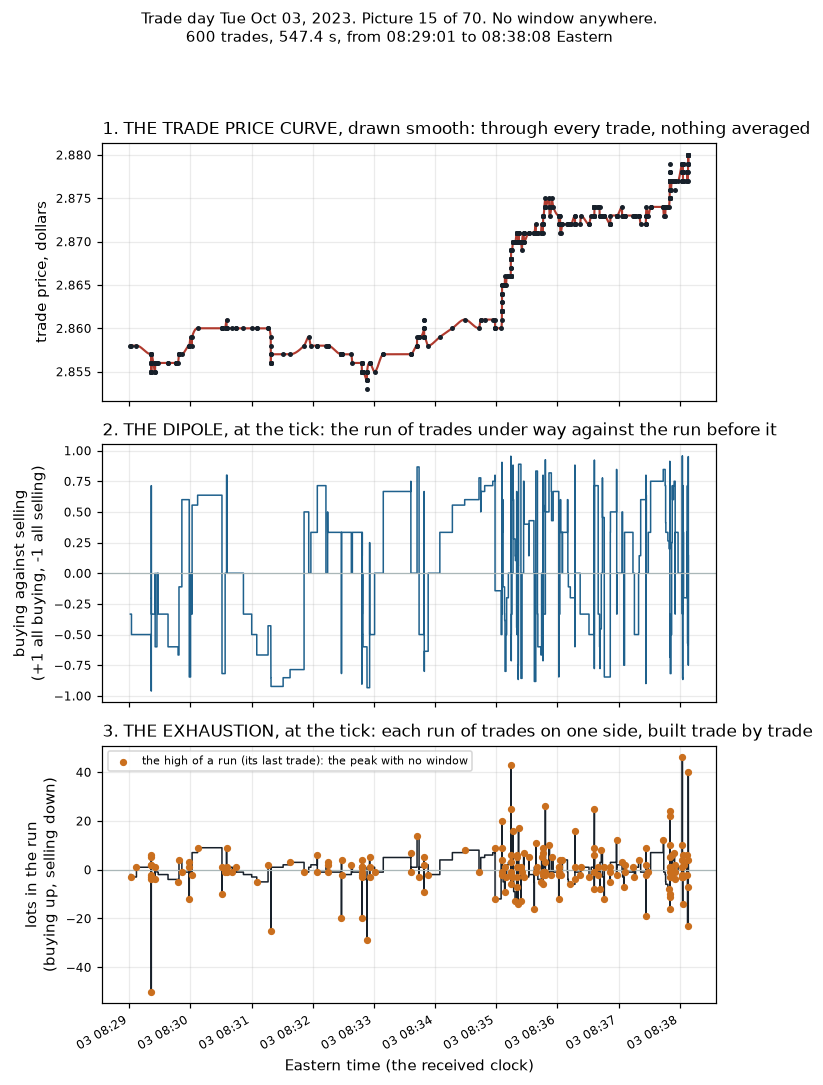 Trade day Tue Oct 03, 2023. Picture 15 of 70. No window anywhere.
600 trades, 547.4 s, from 08:29:01 to 08:38:08 Eastern
1. THE TRADE PRICE CURVE, drawn smooth: through every trade, nothing averaged
trade price, dollars
2.880
2.875
2.870
2.865
2.860
2.855
2. THE DIPOLE, at the tick: the run of trades under way against the run before it
buying against selling
(+1 all buying, -1 all selling)
1.00
0.75
0.50
0.25
0.00
−0.25
−0.50
−0.75
−1.00
3. THE EXHAUSTION, at the tick: each run of trades on one side, built trade by trade
the high of a run (its last trade): the peak with no window
lots in the run
(buying up, selling down)
40
20
0
−20
−40
03 08:29
03 08:30
03 08:31
03 08:32
03 08:33
03 08:34
03 08:35
03 08:36
03 08:37
03 08:38
Eastern time (the received clock)